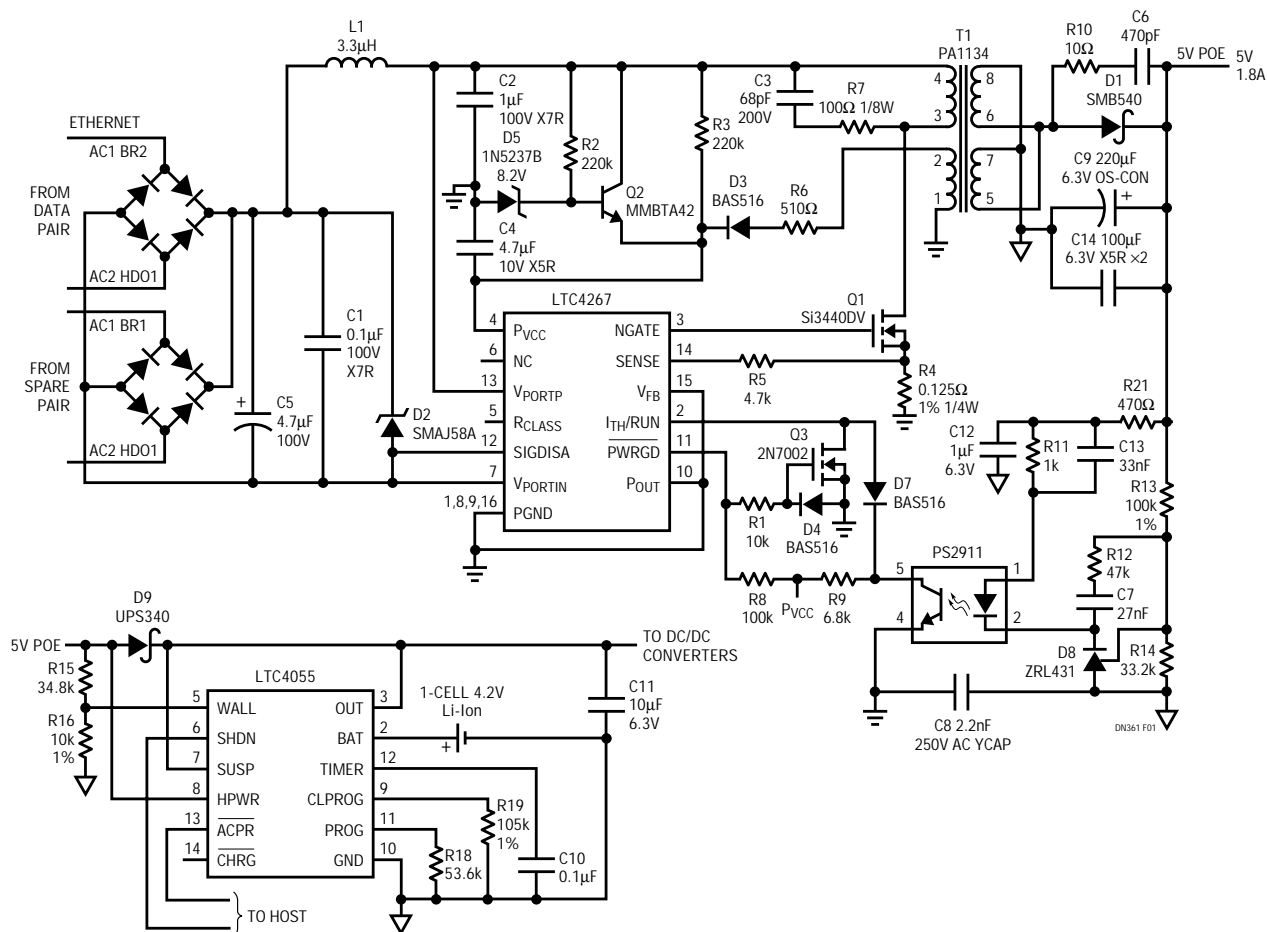 L1
3.3µH
ETHERNET
AC1 BR2
FROM
DATA
PAIR
AC2 HDO1
AC1 BR1
FROM
SPARE
PAIR
AC2 HDO1
C5
4.7µF
100V
+
C1
0.1µF
100V
X7R
D2
SMAJ58A
C2
1µF
100V X7R
D5
1N5237B
8.2V
R2
220k
Q2
MMBTA42
C4
4.7µF
10V X5R
R3
220k
C3
68pF
200V
R7
100Ω 1/8W
D3
BAS516
R6
510Ω
T1
PA1134
4
3
2
1
8
6
7
5
R10
10Ω
C6
470pF
D1
SMB540
5V POE
5V
1.8A
C9 220µF
6.3V OS-CON
+
C14 100µF
6.3V X5R ×2
LTC4267
4
PVCC
6
NC
13
VPORTP
5
RCLASS
12
SIGDISA
7
VPORTIN
1,8,9,16
PGND
NGATE
3
SENSE
14
VFB
15
ITH/RUN
2
PWRGD
11
POUT
10
Q1
Si3440DV
R5
4.7k
R4
0.125Ω
1% 1/4W
Q3
2N7002
R1
10k
D4
BAS516
D7
BAS516
R8
100k
PVCC
R9
6.8k
C12
1µF
6.3V
R11
1k
C13
33nF
R21
470Ω
R13
100k
1%
PS2911
5
4
1
2
R12
47k
C7
27nF
D8
ZRL431
R14
33.2k
C8 2.2nF
250V AC YCAP
DN361 F01
D9
UPS340
5V POE
R15
34.8k
R16
10k
1%
TO DC/DC
CONVERTERS
LTC4055
5
WALL
6
SHDN
7
SUSP
8
HPWR
13
ACPR
14
CHRG
OUT
3
BAT
2
TIMER
12
CLPROG
9
PROG
11
GND
10
1-CELL 4.2V
Li-Ion
+
C11
10µF
6.3V
R19
105k
1%
R18
53.6k
C10
0.1µF
TO HOST